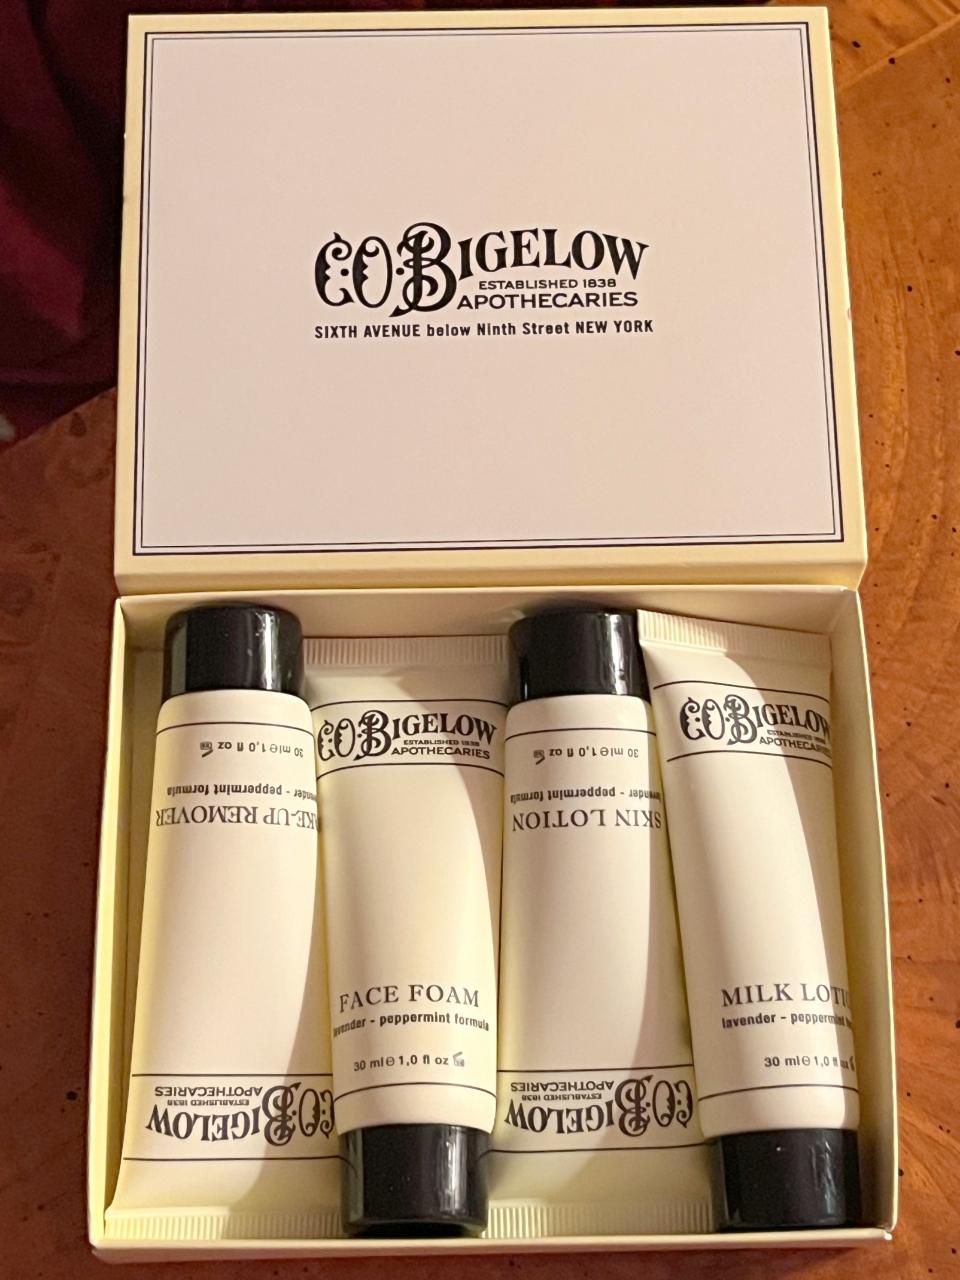 C.O. BIGELOW
ESTABLISHED 1838
APOTHECARIES
SIXTH AVENUE below Ninth Street NEW YORK
MAKE-UP REMOVER
lavender - peppermint formula
30 ml e 1,0 fl oz
C.O. BIGELOW
ESTABLISHED 1838
APOTHECARIES
C.O. BIGELOW
ESTABLISHED 1838
APOTHECARIES
FACE FOAM
lavender - peppermint formula
30 ml e 1,0 fl oz
SKIN LOTION
lavender - peppermint formula
30 ml e 1,0 fl oz
C.O. BIGELOW
ESTABLISHED 1838
APOTHECARIES
C.O. BIGELOW
ESTABLISHED 1838
APOTHECARIES
MILK LOTIO
lavender - peppermint
30 ml e 1,0 fl oz